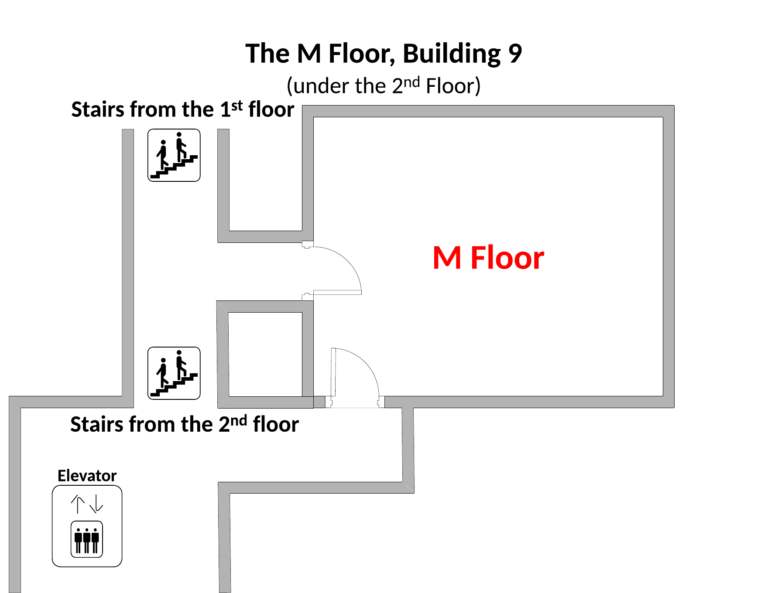 The M Floor, Building 9
(under the 2nd Floor)
Stairs from the 1st floor
M Floor
Stairs from the 2nd floor
Elevator